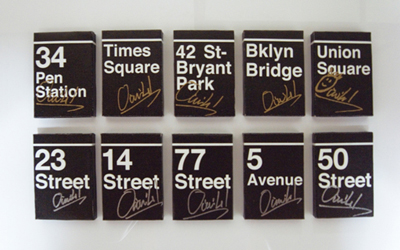 34
Pen
Station
Times
Square
42 St-
Bryant
Park
Bklyn
Bridge
Union
Square
23
Street
14
Street
77
Street
5
Avenue
50
Street